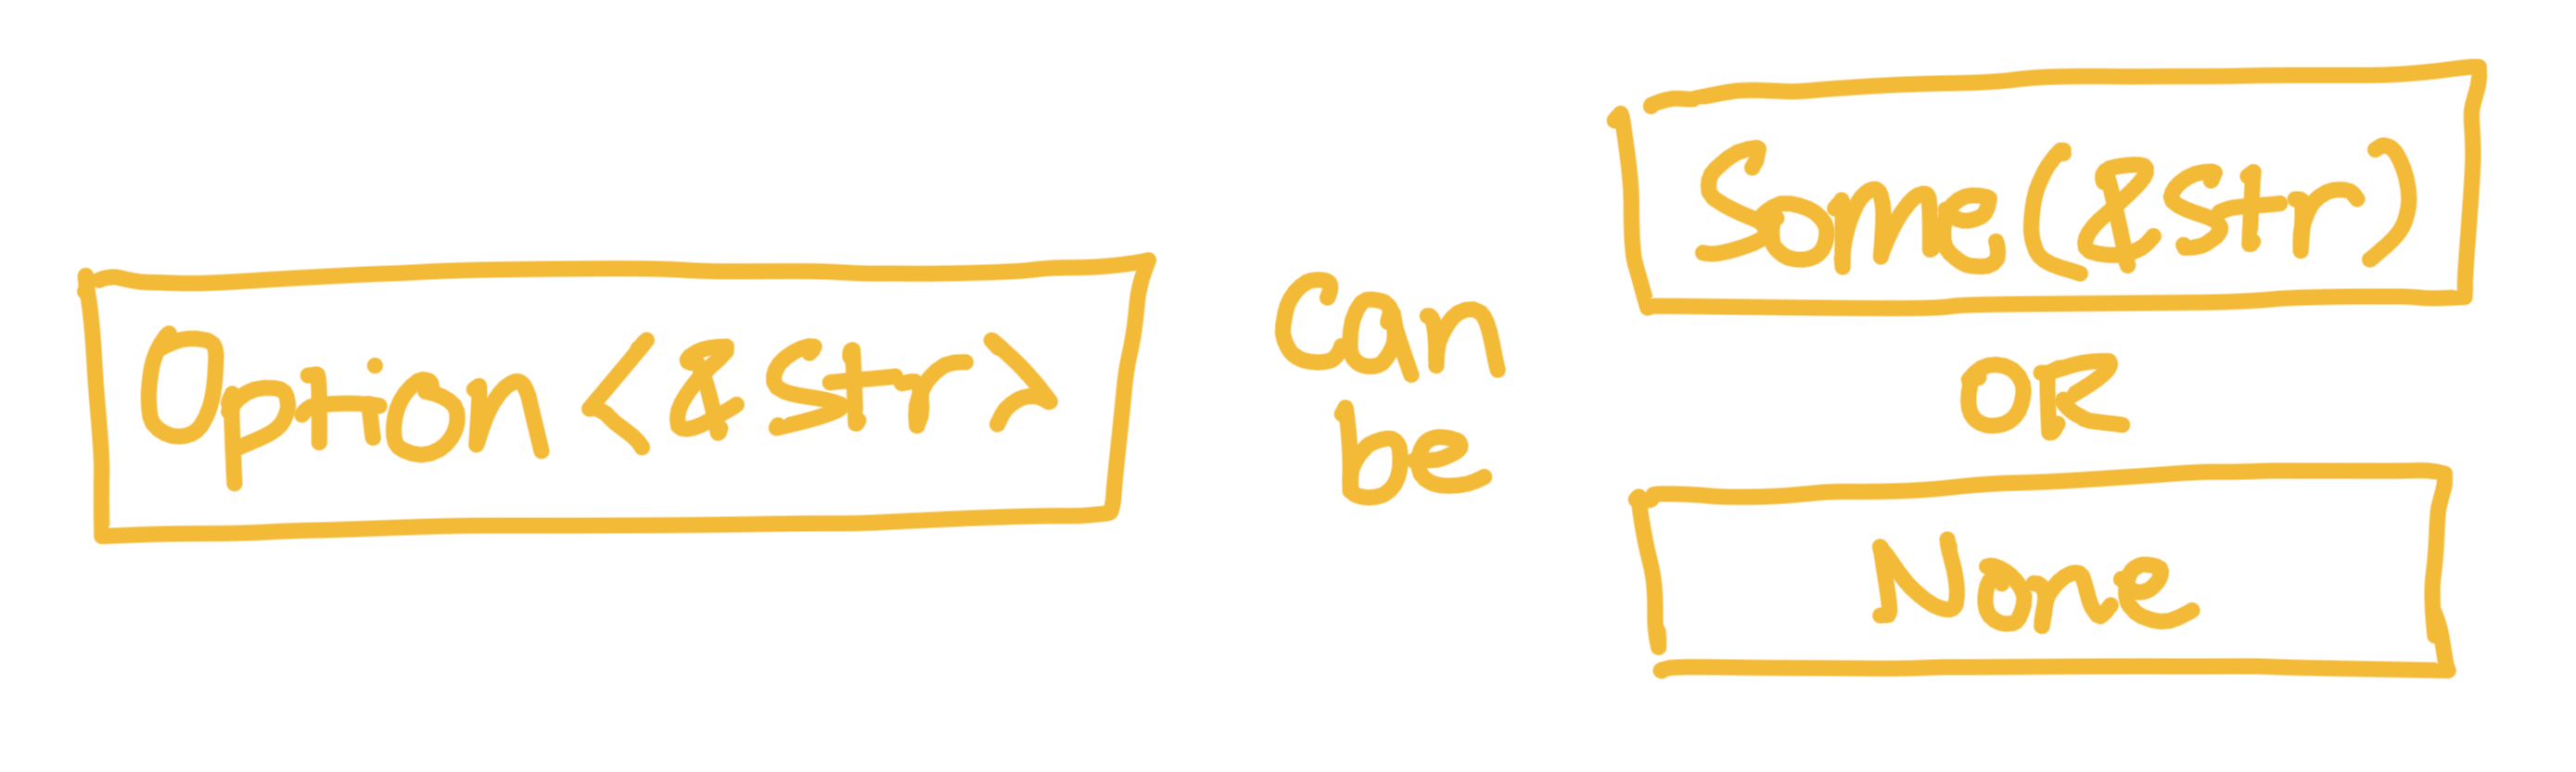 Option <&str>
can
be
Some(&str)
OR
None